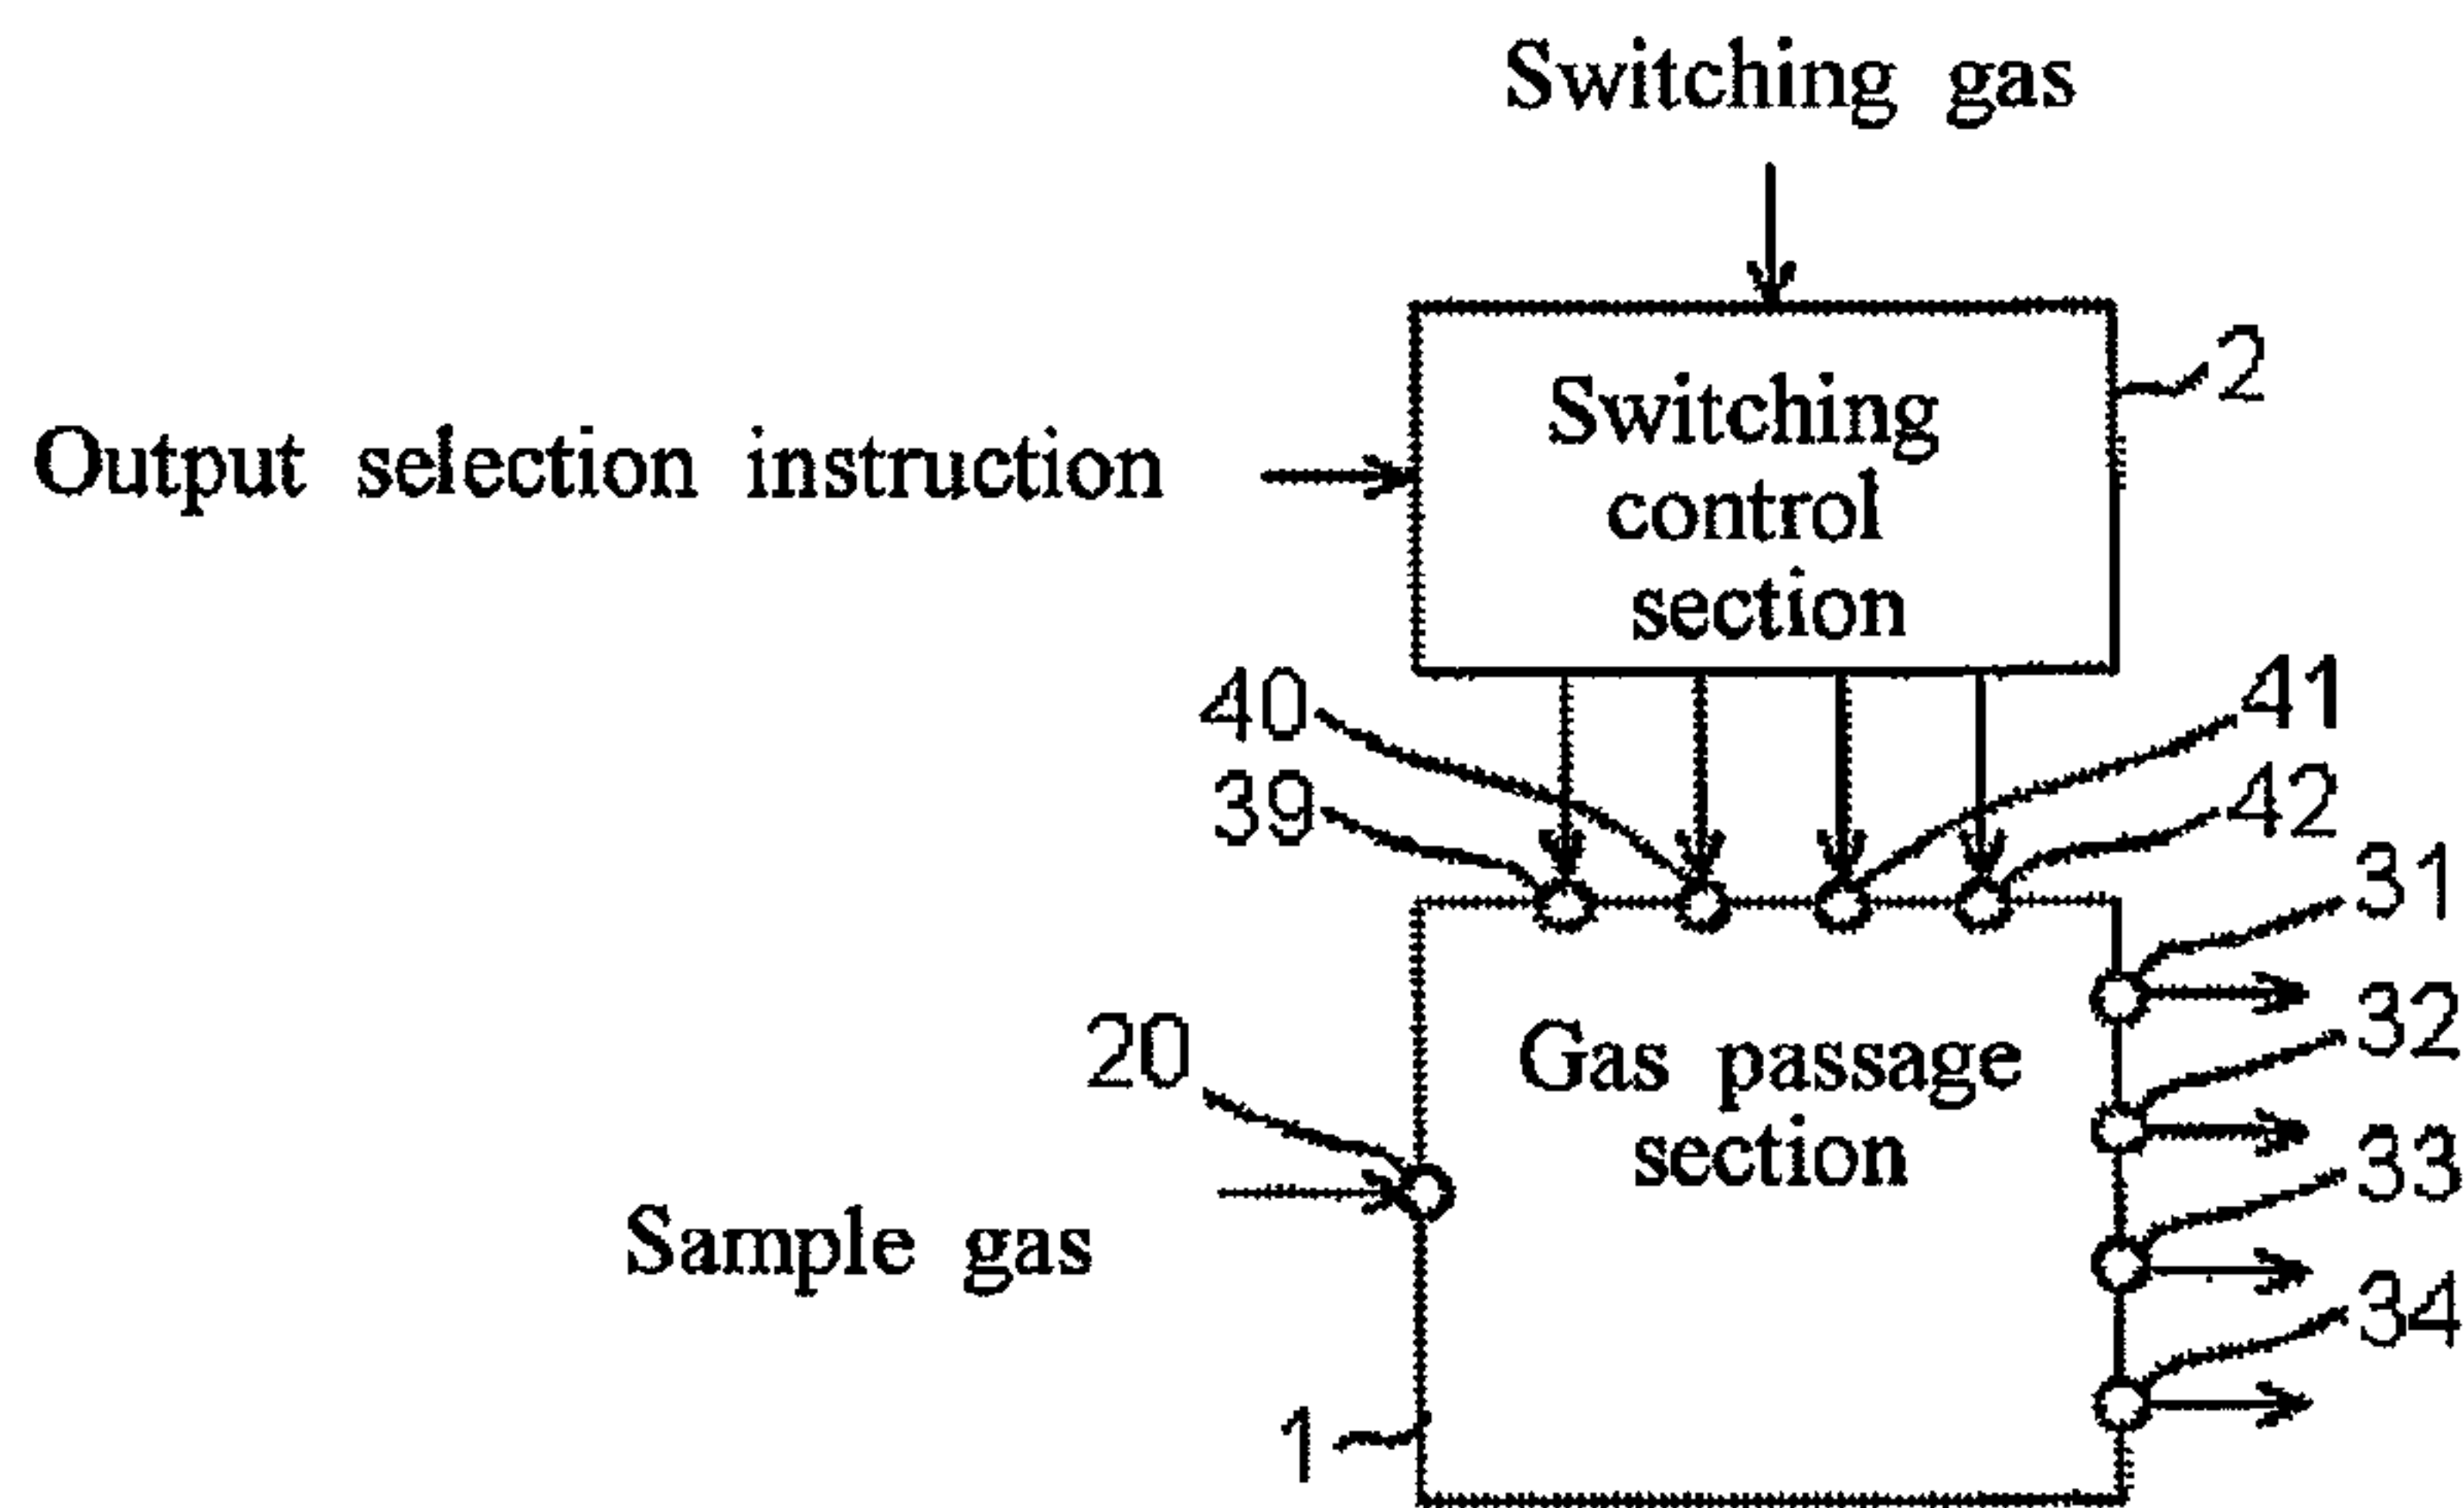 Switching gas
2
Switching
control
section
Output selection instruction
40
41
39
42
31
32
20
Gas passage
section
33
Sample gas
34
1